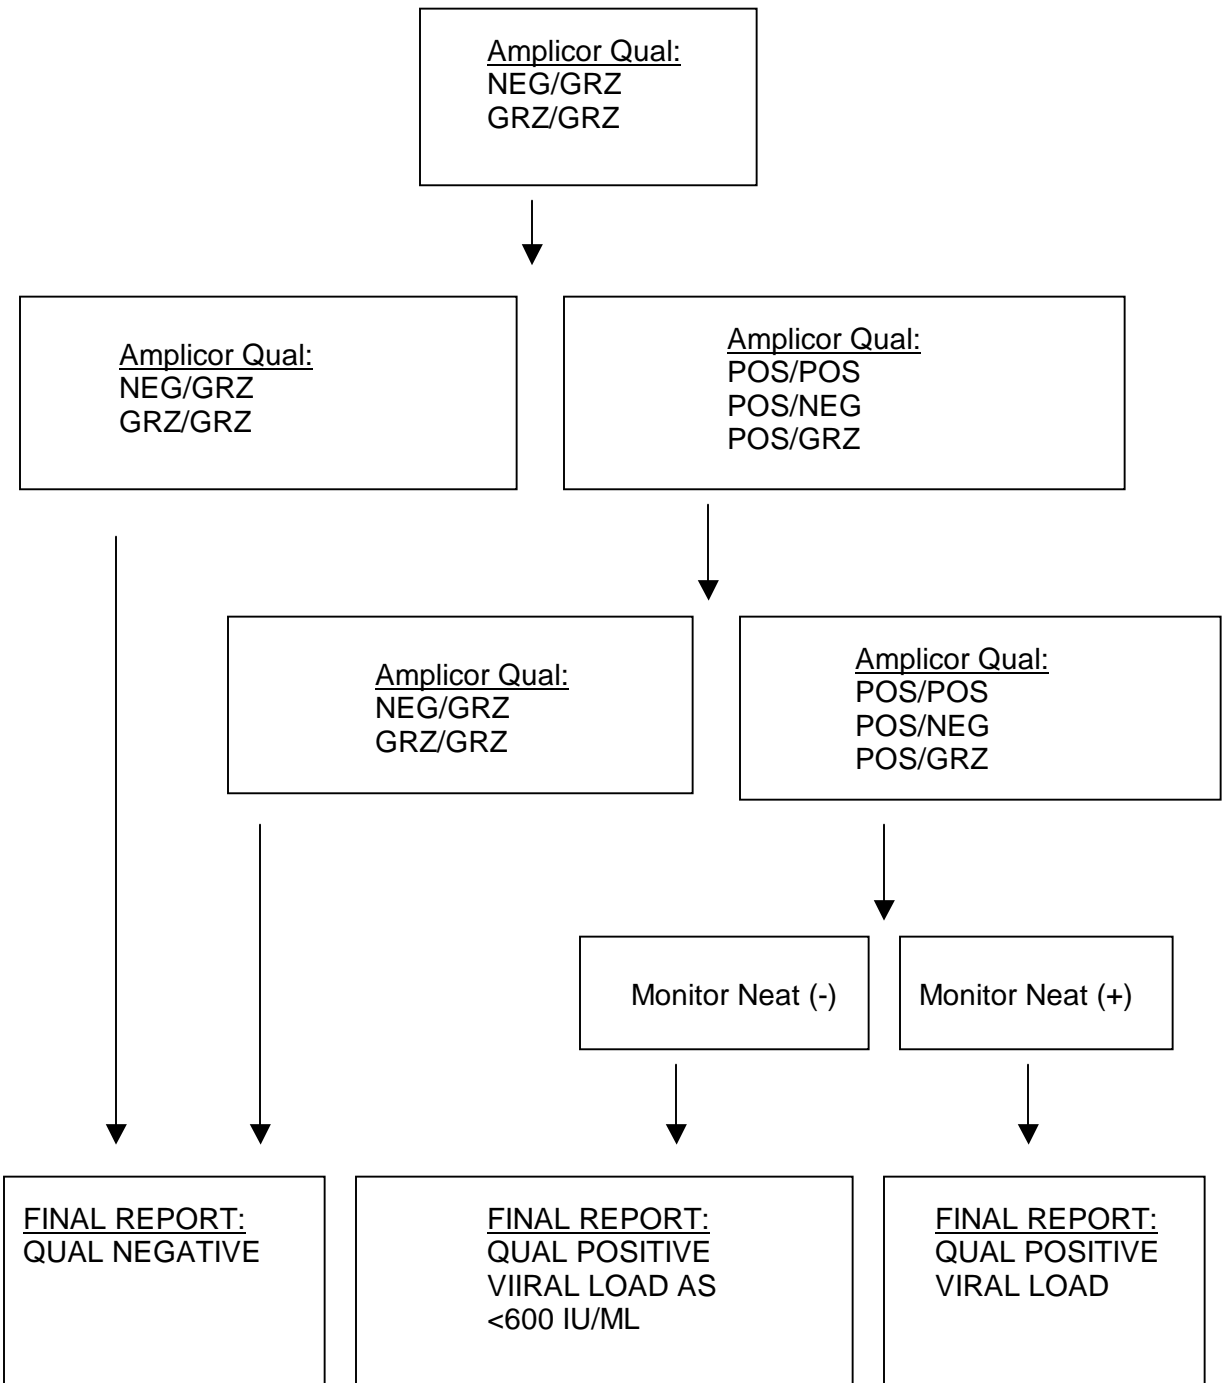 Amplicor Qual:
NEG/GRZ
GRZ/GRZ
Amplicor Qual:
NEG/GRZ
GRZ/GRZ
Amplicor Qual:
POS/POS
POS/NEG
POS/GRZ
Amplicor Qual:
NEG/GRZ
GRZ/GRZ
Amplicor Qual:
POS/POS
POS/NEG
POS/GRZ
Monitor Neat (-)
Monitor Neat (+)
FINAL REPORT:
QUAL NEGATIVE
FINAL REPORT:
QUAL POSITIVE
VIIRAL LOAD AS
<600 IU/ML
FINAL REPORT:
QUAL POSITIVE
VIRAL LOAD